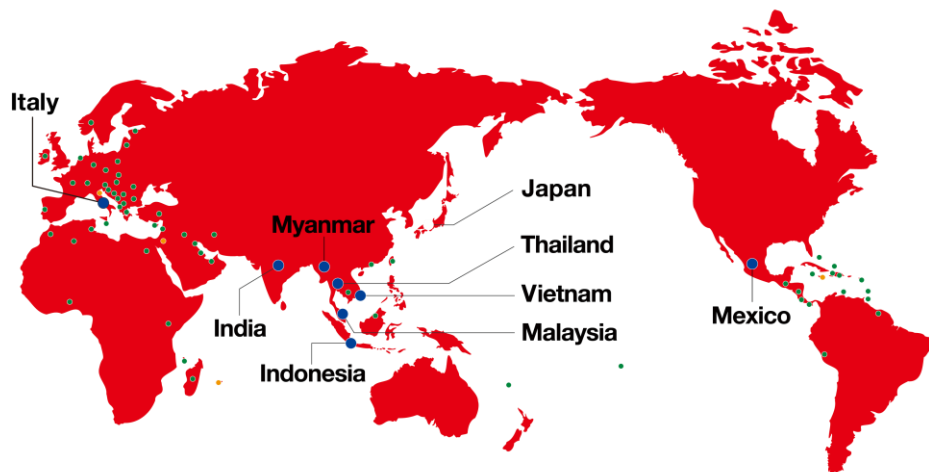 Italy
Japan
Myanmar
Thailand
Vietnam
Mexico
India
Malaysia
Indonesia